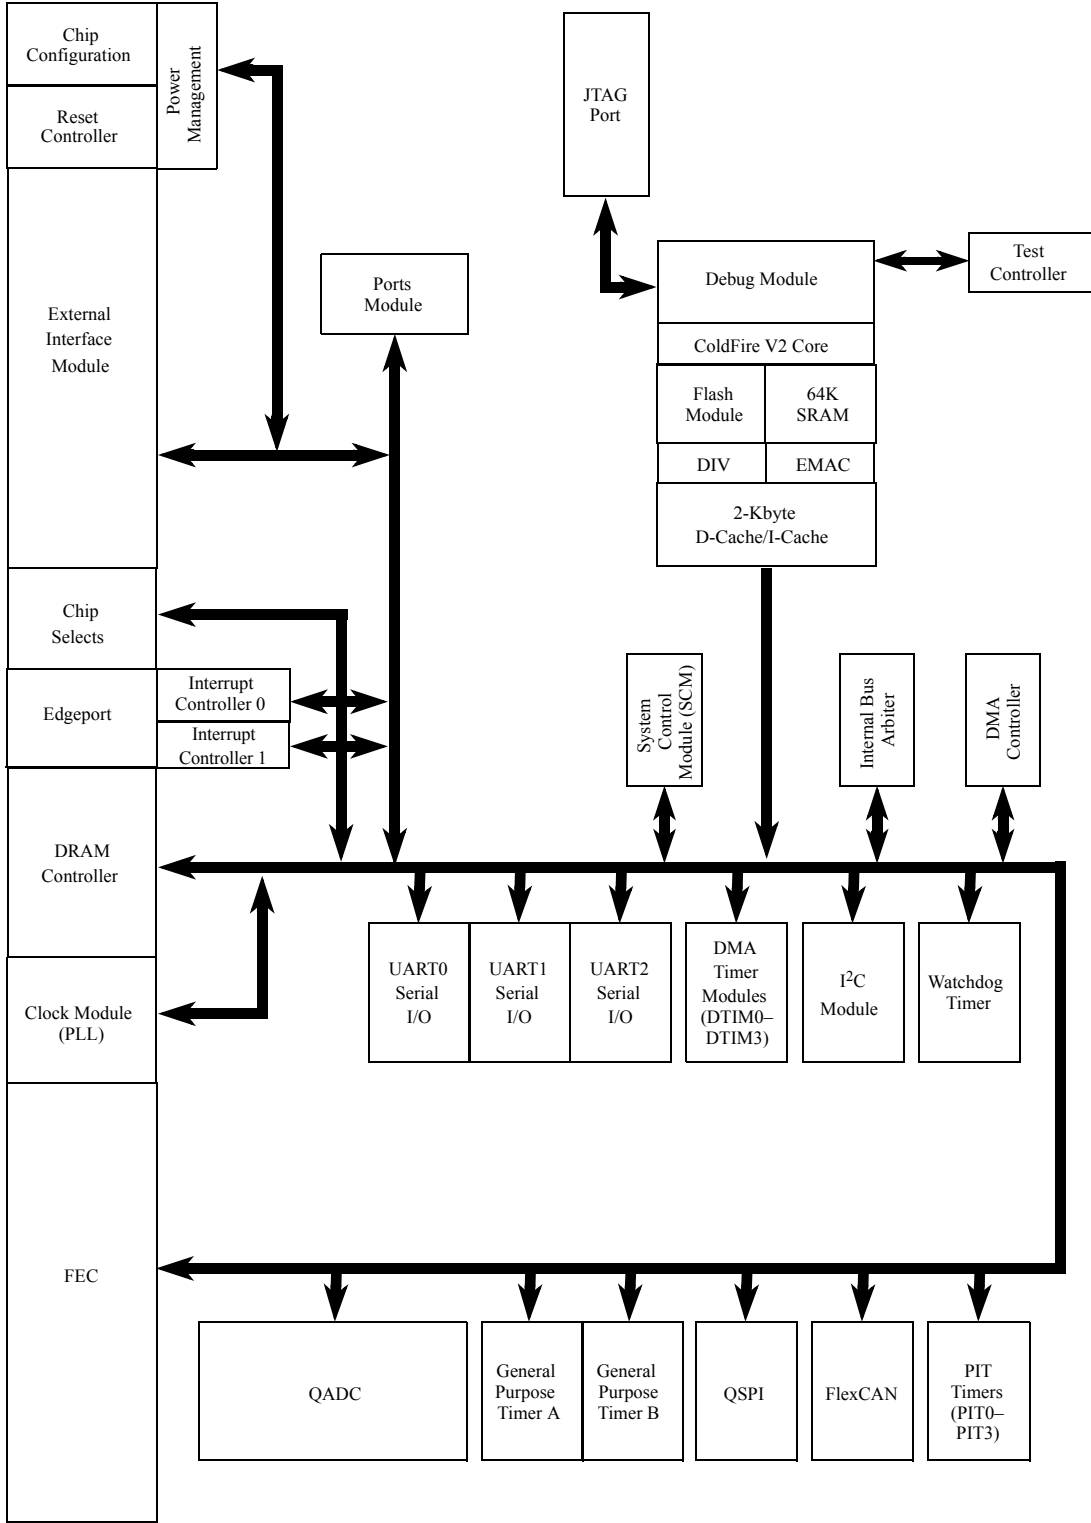 Chip
Configuration
Power
Management
Reset
Controller
JTAG
Port
External
Interface
Module
Ports
Module
Debug Module
Test
Controller
ColdFire V2 Core
Flash
Module
64K
SRAM
DIV
EMAC
2-Kbyte
D-Cache/I-Cache
Chip
Selects
Edgeport
Interrupt
Controller 0
Interrupt
Controller 1
System
Control
Module (SCM)
Internal Bus
Arbiter
DMA
Controller
DRAM
Controller
Clock Module
(PLL)
UART0
Serial
I/O
UART1
Serial
I/O
UART2
Serial
I/O
DMA
Timer
Modules
(DTIM0–
DTIM3)
I²C
Module
Watchdog
Timer
FEC
QADC
General
Purpose
Timer A
General
Purpose
Timer B
QSPI
FlexCAN
PIT
Timers
(PIT0–
PIT3)